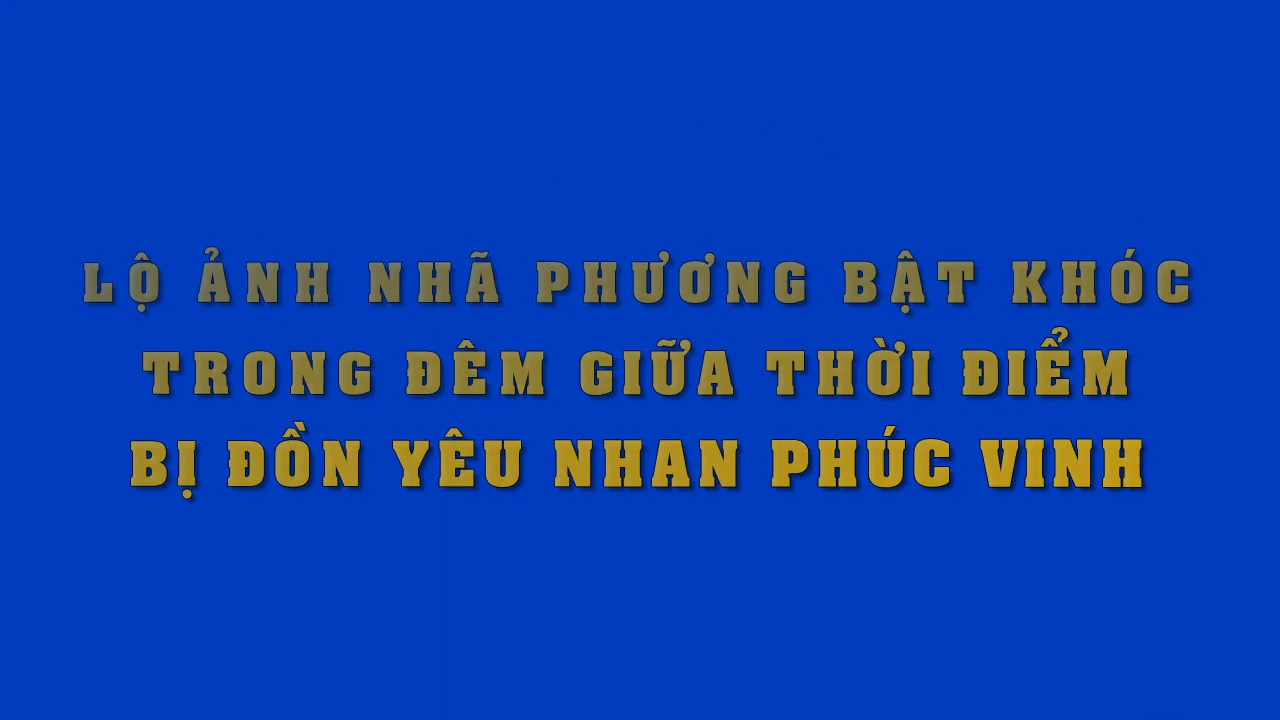 LỘ ẢNH NHÃ PHƯƠNG BẬT KHÓC
TRONG ĐÊM GIỮA THỜI ĐIỂM
BỊ ĐỒN YÊU NHAN PHÚC VINH